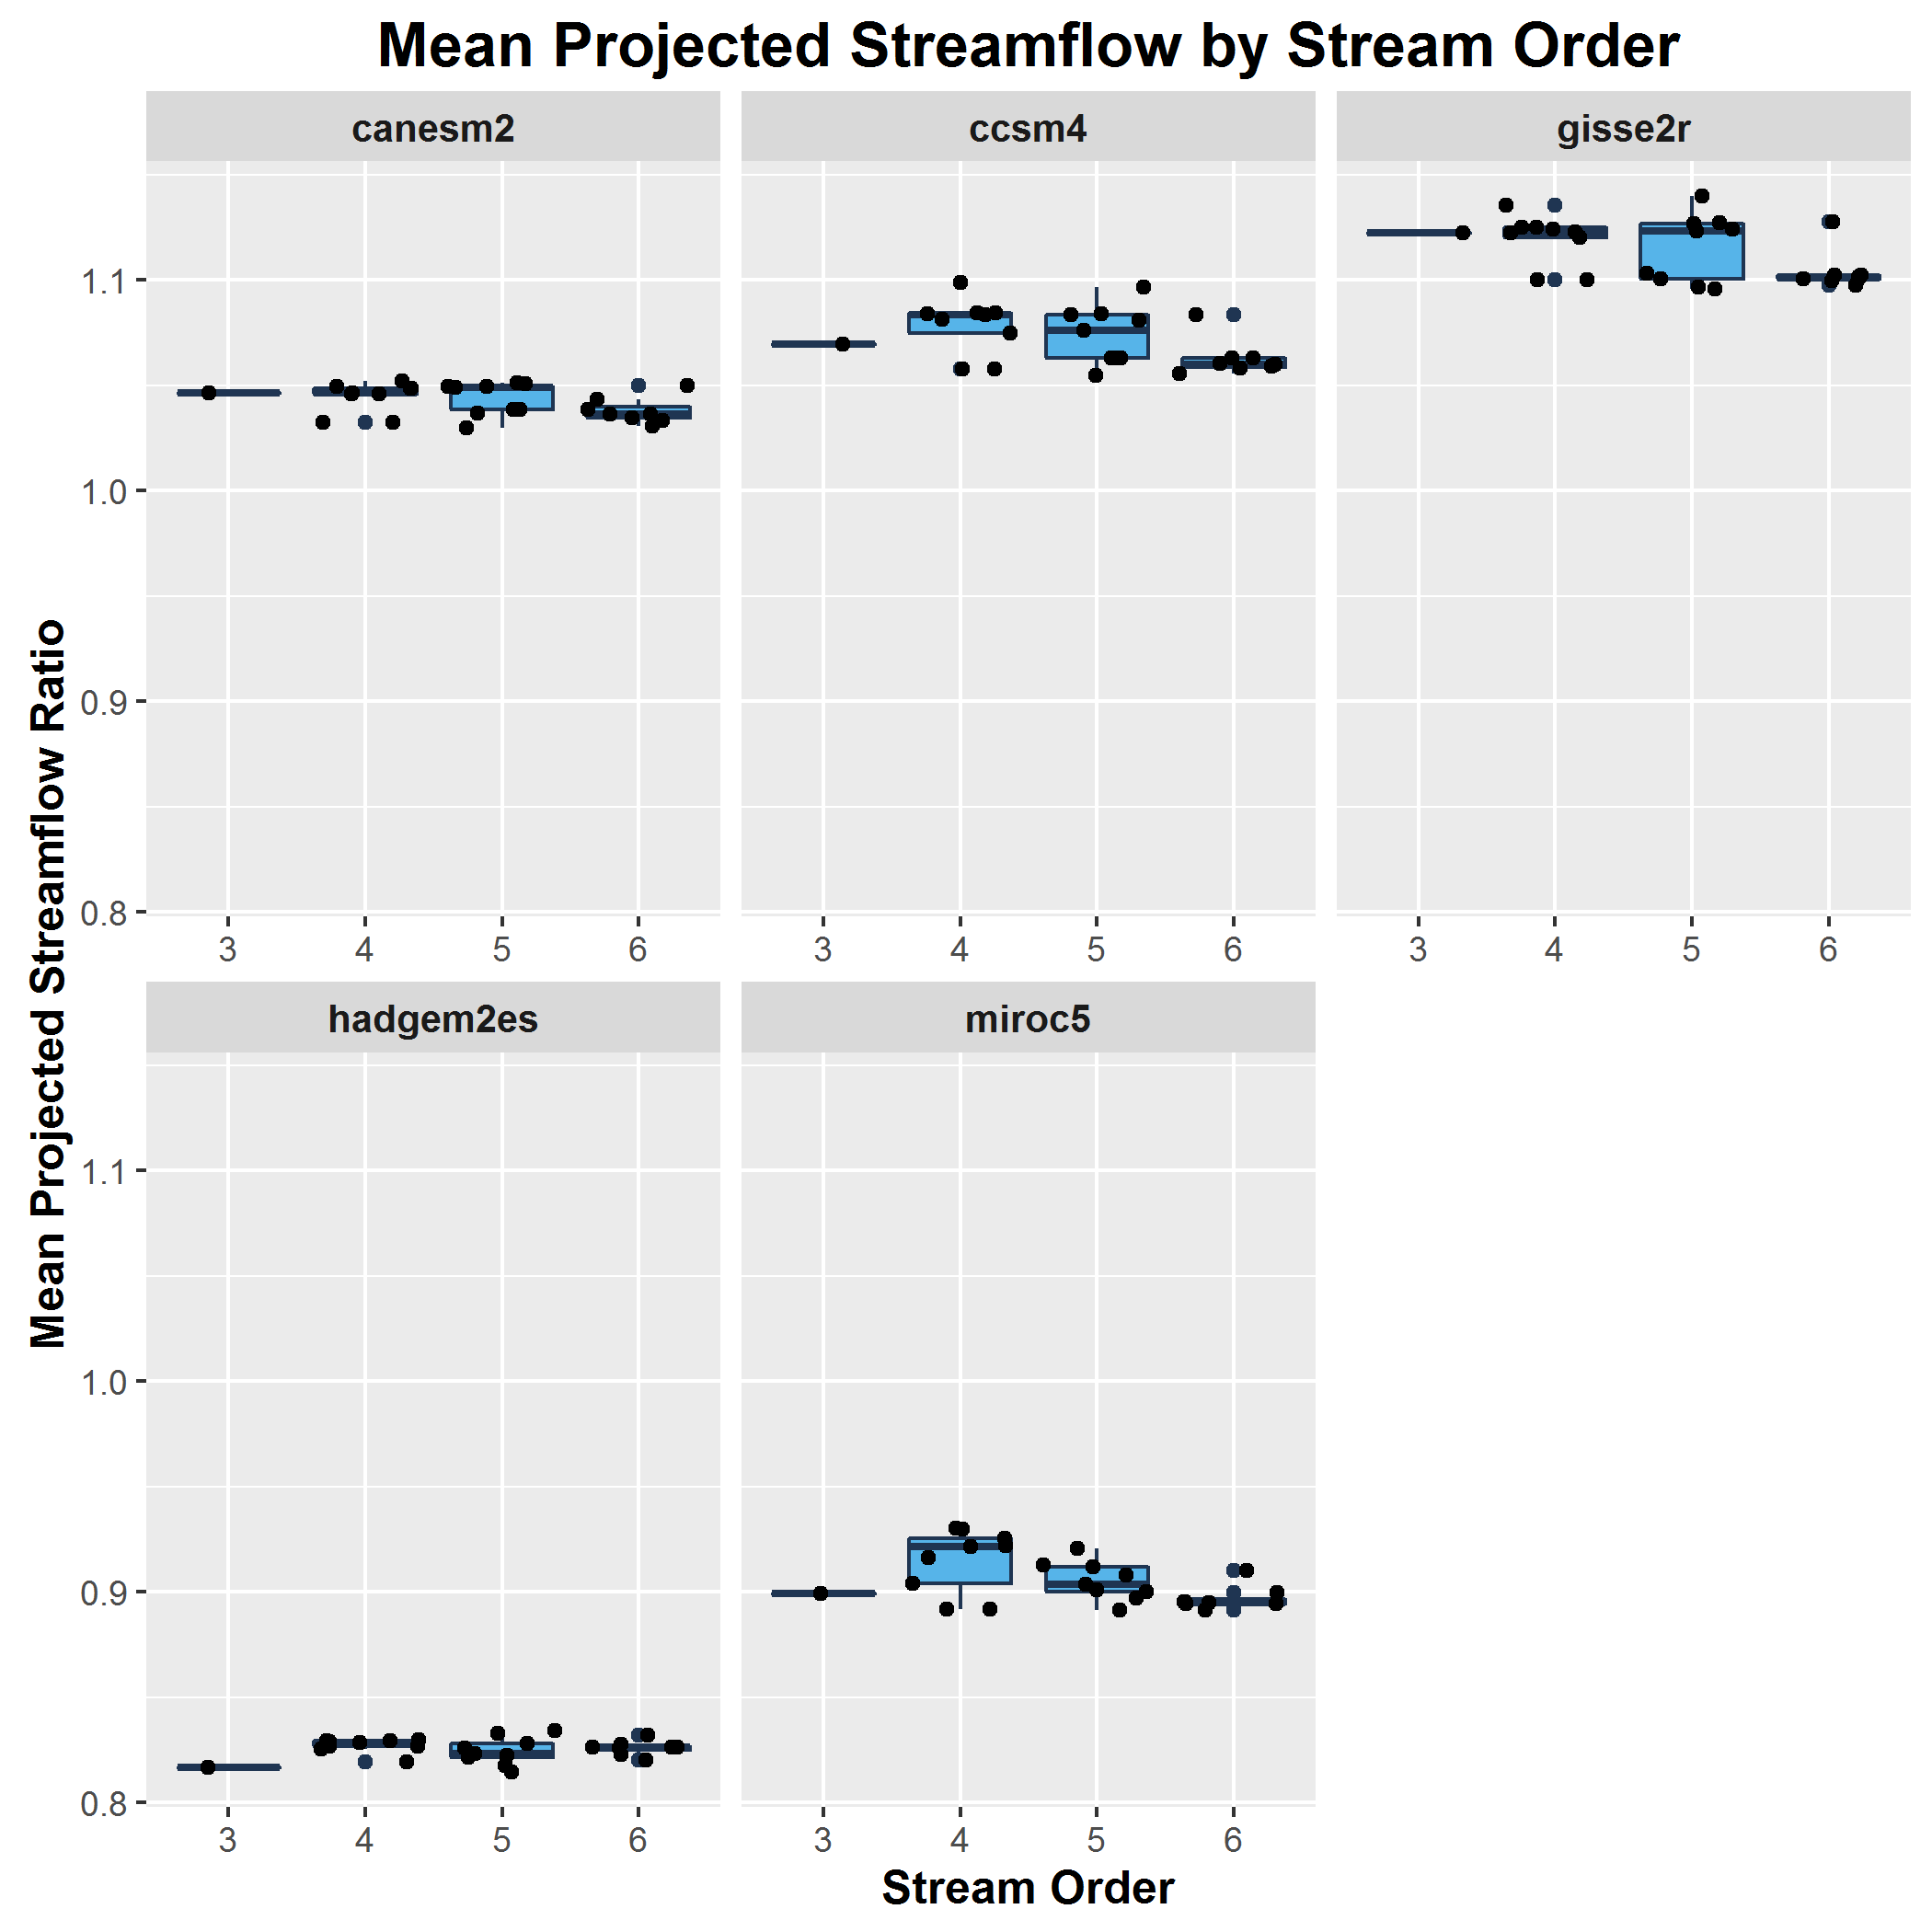 Mean Projected Streamflow by Stream Order
canesm2
ccsm4
gisse2r
1.1
1.0
0.9
0.8
3 4 5 6
3 4 5 6
3 4 5 6
Mean Projected Streamflow Ratio
hadgem2es
miroc5
1.1
1.0
0.9
0.8
3 4 5 6
3 4 5 6
Stream Order